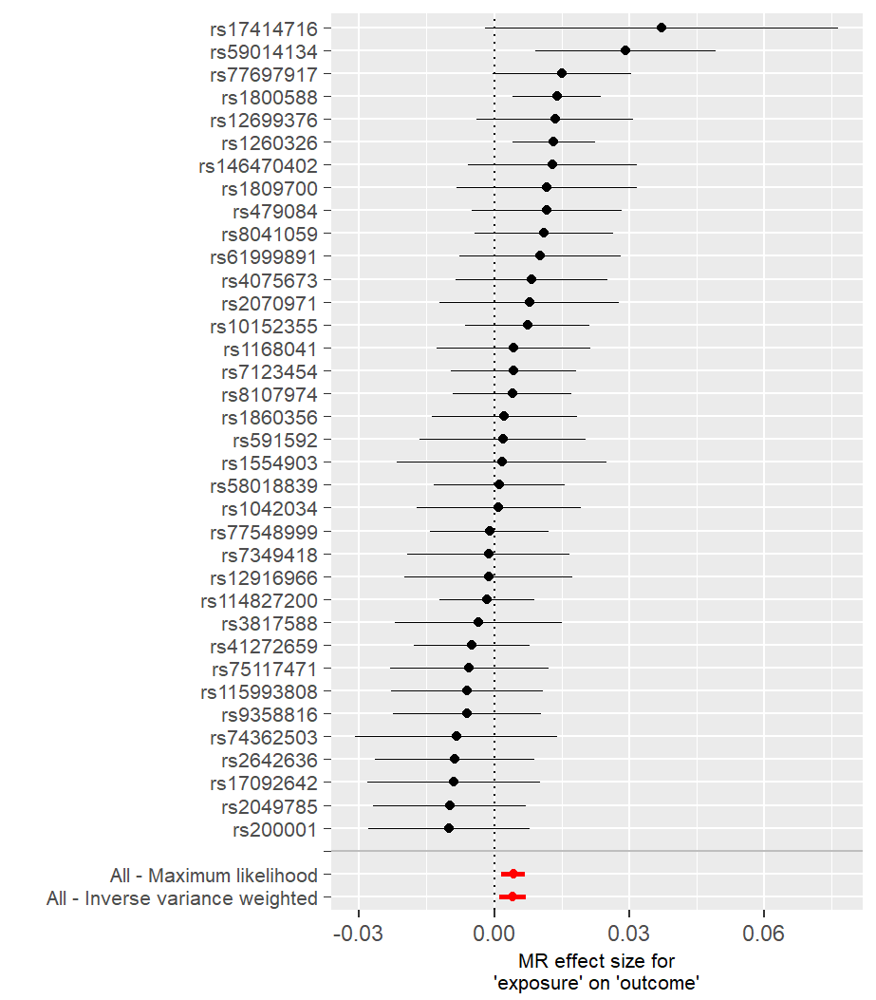 rs17414716
rs59014134
rs77697917
rs1800588
rs12699376
rs1260326
rs146470402
rs1809700
rs479084
rs8041059
rs61999891
rs4075673
rs2070971
rs10152355
rs1168041
rs7123454
rs8107974
rs1860356
rs591592
rs1554903
rs58018839
rs1042034
rs77548999
rs7349418
rs12916966
rs114827200
rs3817588
rs41272659
rs75117471
rs115993808
rs9358816
rs74362503
rs2642636
rs17092642
rs2049785
rs200001
All - Maximum likelihood
All - Inverse variance weighted
-0.03 0.00 0.03 0.06
MR effect size for
'exposure' on 'outcome'